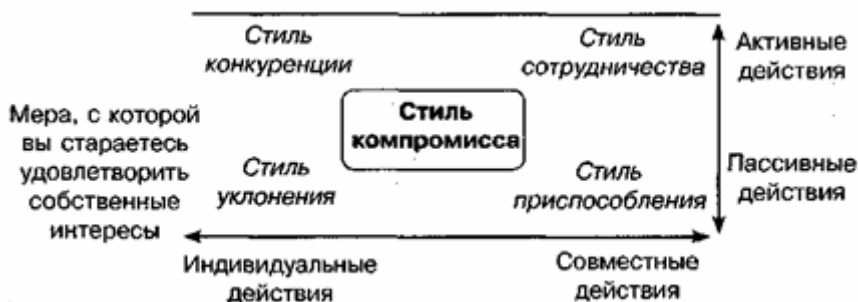 Стиль
конкуренции
Стиль
сотрудничества
Активные
действия
Мера, с которой
вы стараетесь
удовлетворить
собственные
интересы
Стиль
компромисса
Стиль
уклонения
Стиль
приспособления
Пассивные
действия
Индивидуальные
действия
Совместные
действия